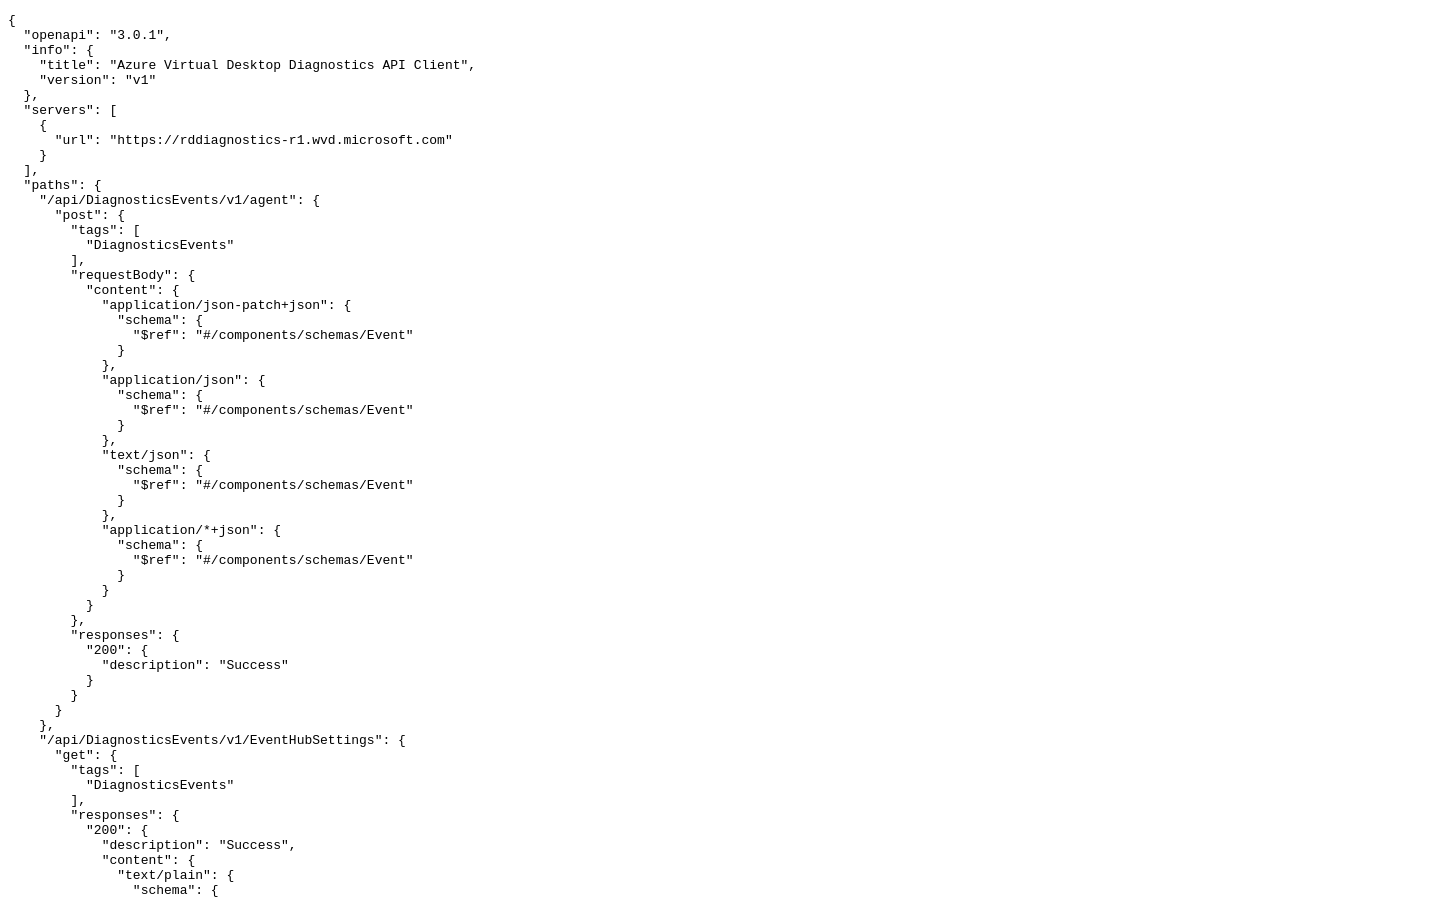 {
  "openapi": "3.0.1",
  "info": {
    "title": "Azure Virtual Desktop Diagnostics API Client",
    "version": "v1"
  },
  "servers": [
    {
      "url": "https://rddiagnostics-r1.wvd.microsoft.com"
    }
  ],
  "paths": {
    "/api/DiagnosticsEvents/v1/agent": {
      "post": {
        "tags": [
          "DiagnosticsEvents"
        ],
        "requestBody": {
          "content": {
            "application/json-patch+json": {
              "schema": {
                "$ref": "#/components/schemas/Event"
              }
            },
            "application/json": {
              "schema": {
                "$ref": "#/components/schemas/Event"
              }
            },
            "text/json": {
              "schema": {
                "$ref": "#/components/schemas/Event"
              }
            },
            "application/*+json": {
              "schema": {
                "$ref": "#/components/schemas/Event"
              }
            }
          }
        },
        "responses": {
          "200": {
            "description": "Success"
          }
        }
      }
    },
    "/api/DiagnosticsEvents/v1/EventHubSettings": {
      "get": {
        "tags": [
          "DiagnosticsEvents"
        ],
        "responses": {
          "200": {
            "description": "Success",
            "content": {
              "text/plain": {
                "schema": {